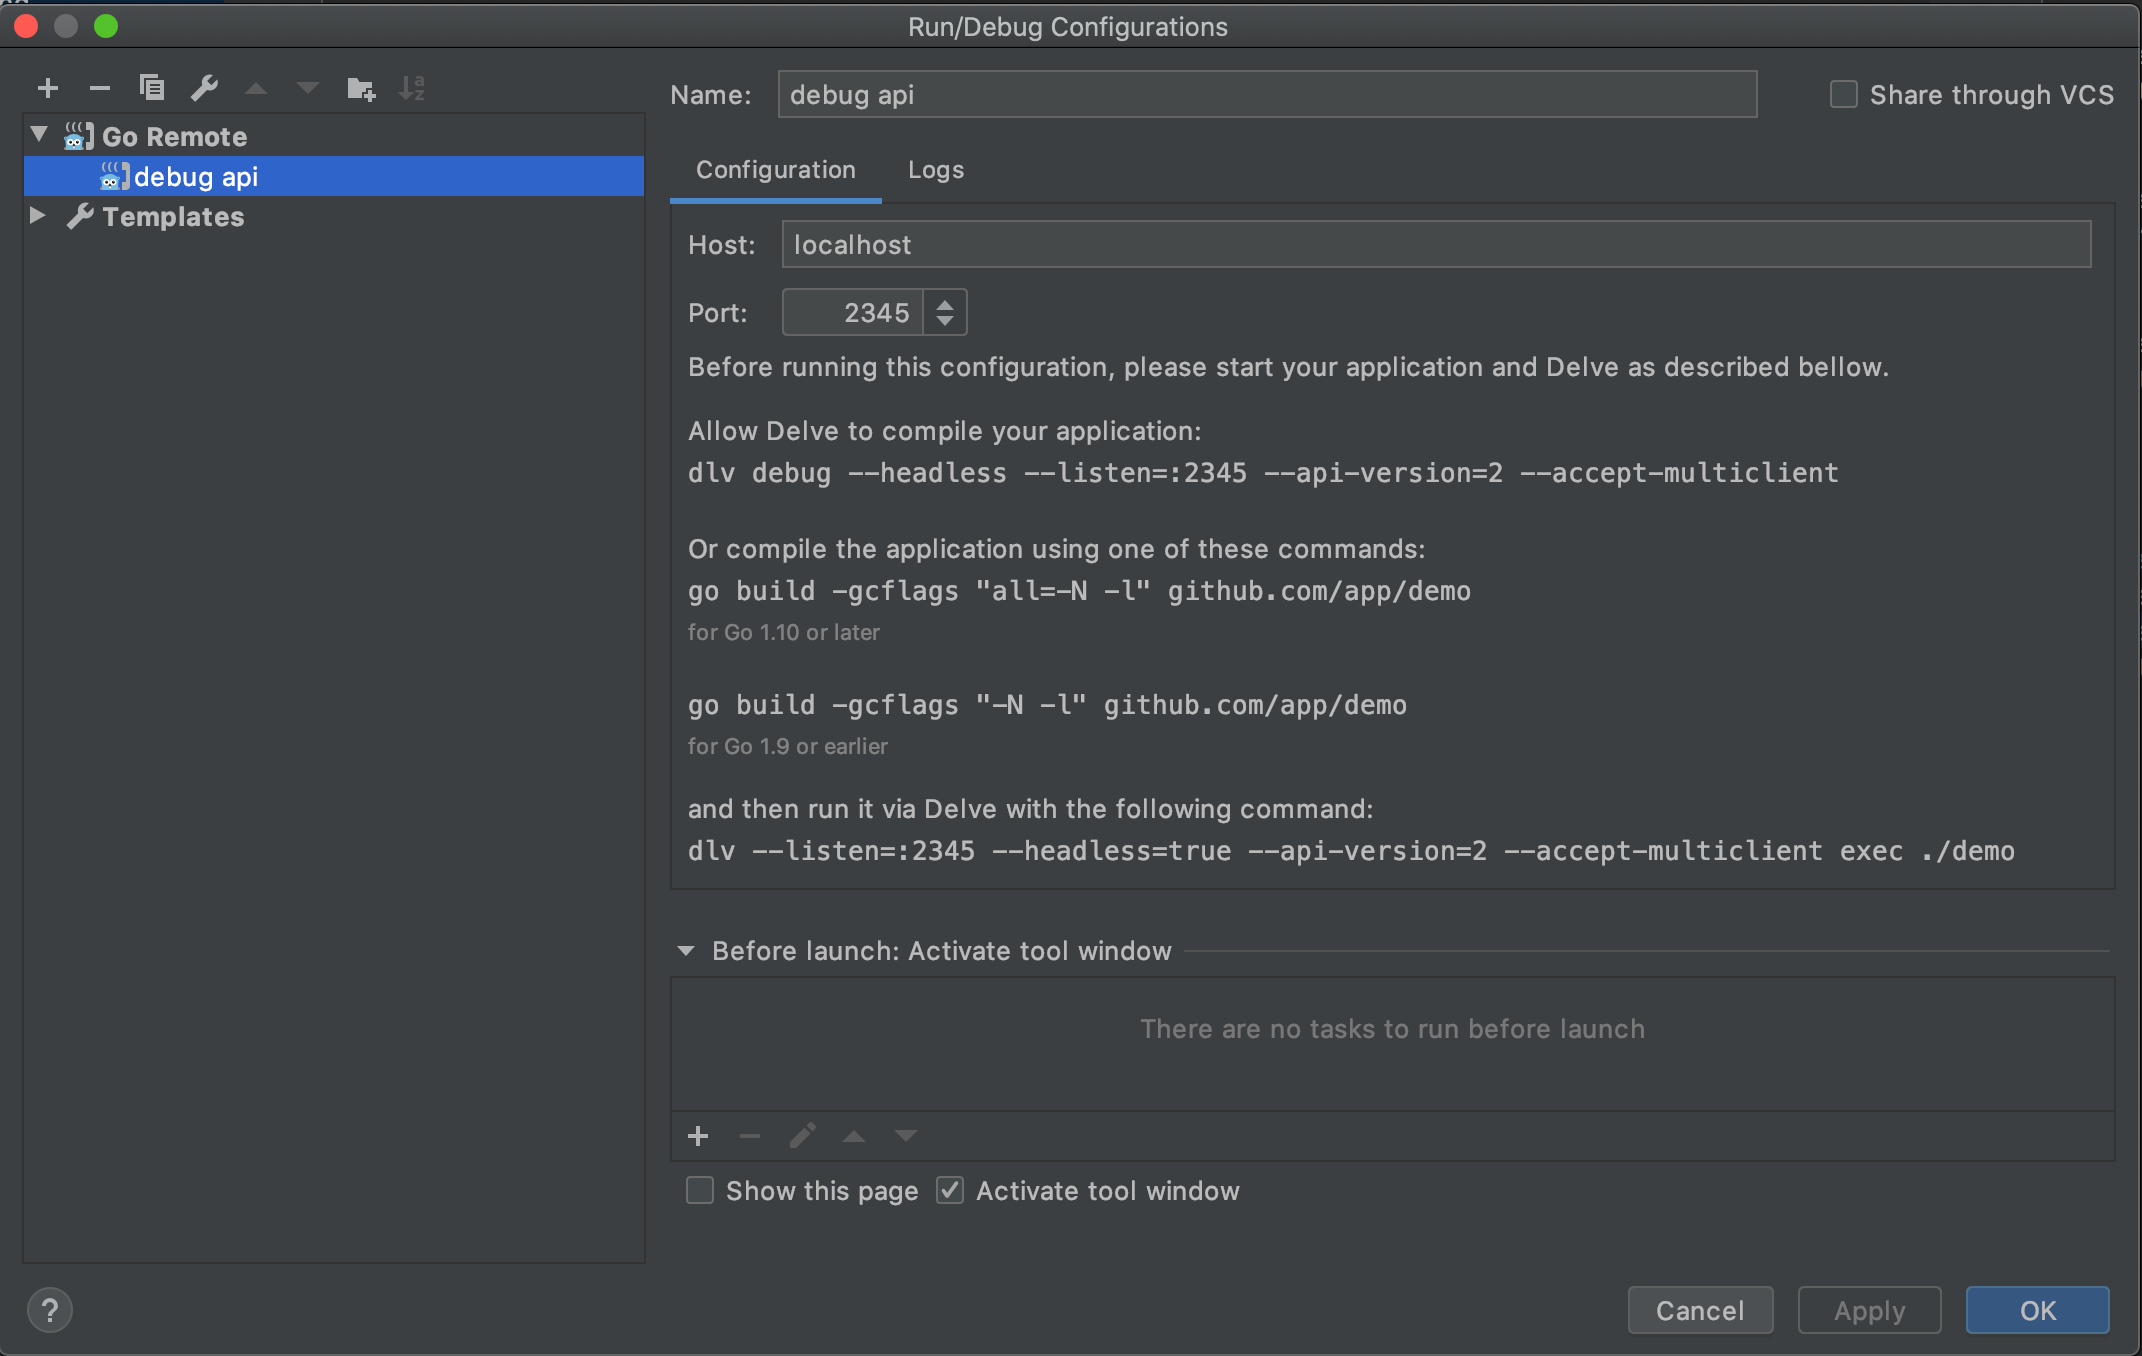 Run/Debug Configurations
Go Remote
debug api
Templates
Name: debug api
Share through VCS
Configuration Logs
Host: localhost
Port: 2345
Before running this configuration, please start your application and Delve as described bellow.
Allow Delve to compile your application:
dlv debug --headless --listen=:2345 --api-version=2 --accept-multiclient
Or compile the application using one of these commands:
go build -gcflags "all=-N -l" github.com/app/demo
for Go 1.10 or later
go build -gcflags "-N -l" github.com/app/demo
for Go 1.9 or earlier
and then run it via Delve with the following command:
dlv --listen=:2345 --headless=true --api-version=2 --accept-multiclient exec ./demo
Before launch: Activate tool window
There are no tasks to run before launch
Show this page Activate tool window
?
Cancel Apply OK